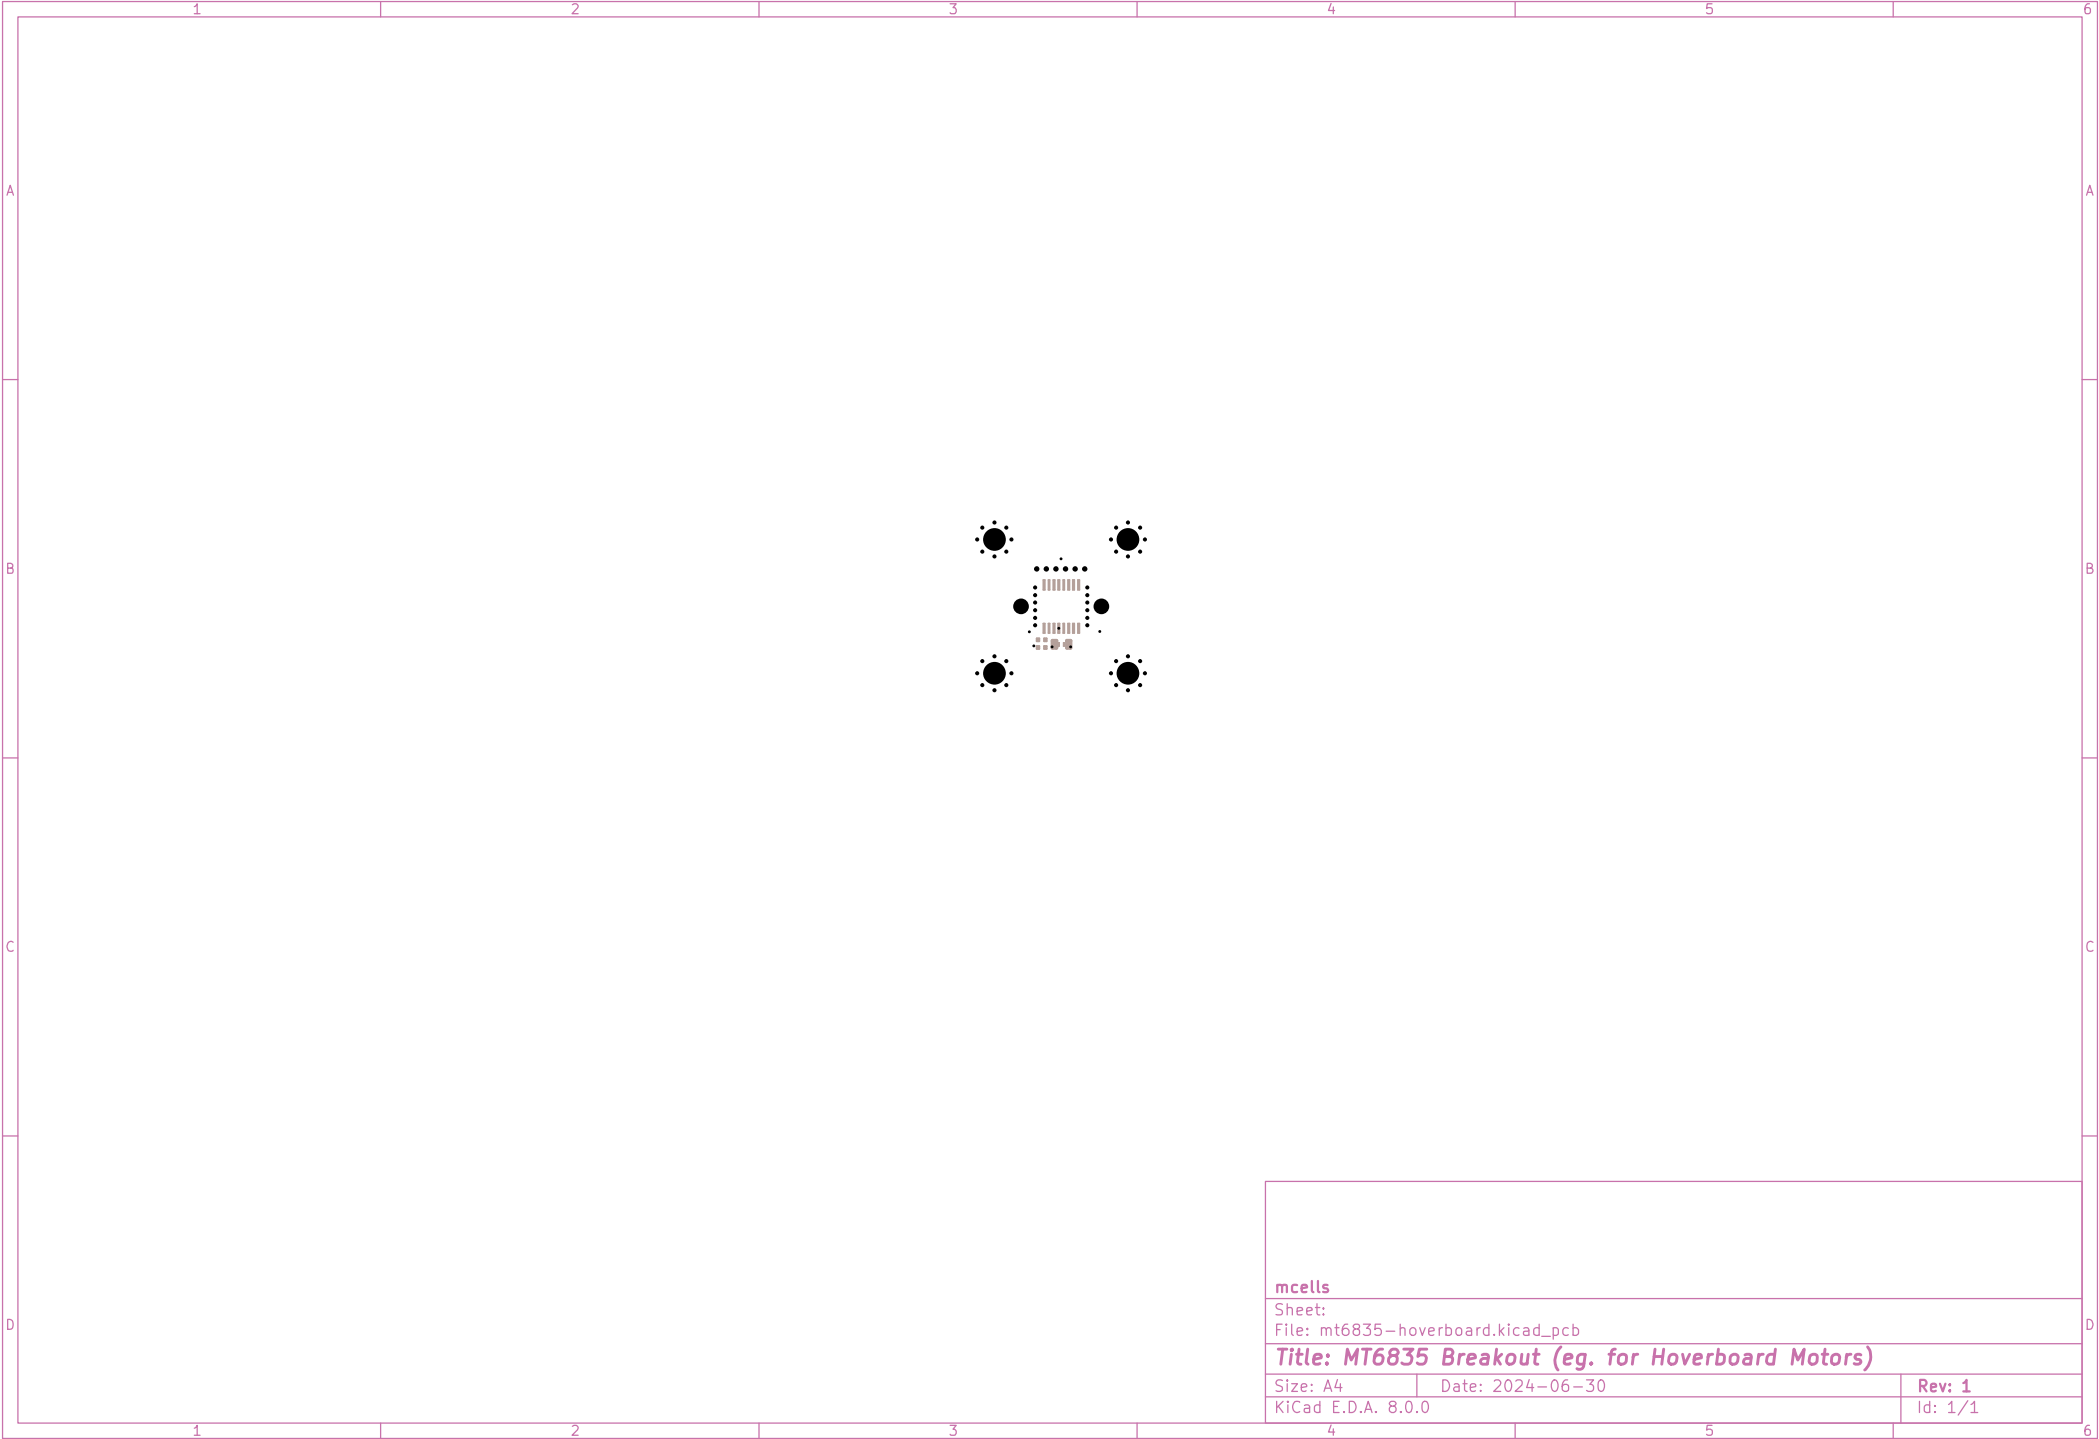 1 2 3 4 5 6
A A
B B
C C
mcells
Sheet:
File: mt6835-hoverboard.kicad_pcb
D D
Title: MT6835 Breakout (eg. for Hoverboard Motors)
Size: A4 Date: 2024-06-30 Rev: 1
KiCad E.D.A. 8.0.0 Id: 1/1
1 2 3 4 5 6